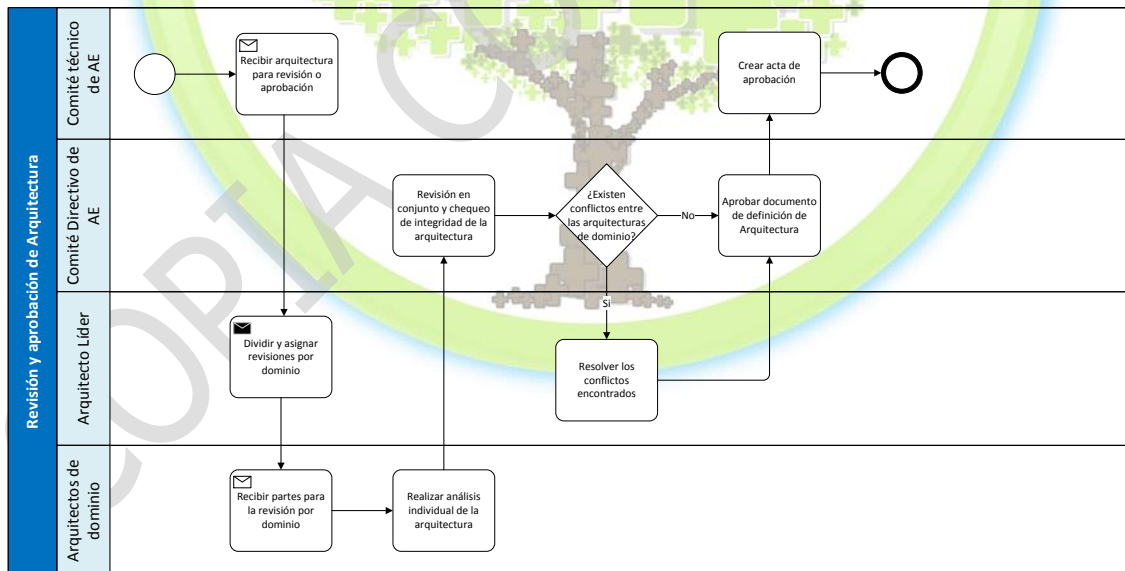 Revisión y aprobación de Arquitectura
Comité técnico
de AE
Recibir arquitectura
para revisión o
aprobación
Crear acta de
aprobación
Comité Directivo de
AE
Revisión en
conjunto y chequeo
de integridad de la
arquitectura
¿Existen
conflictos entre
las arquitecturas
de dominio?
No
Si
Aprobar documento
de definición de
Arquitectura
Arquitecto Líder
Dividir y asignar
revisiones por
dominio
Resolver los
conflictos
encontrados
Arquitectos de
dominio
Recibir partes para
la revisión por
dominio
Realizar análisis
individual de la
arquitectura
COPIA CO